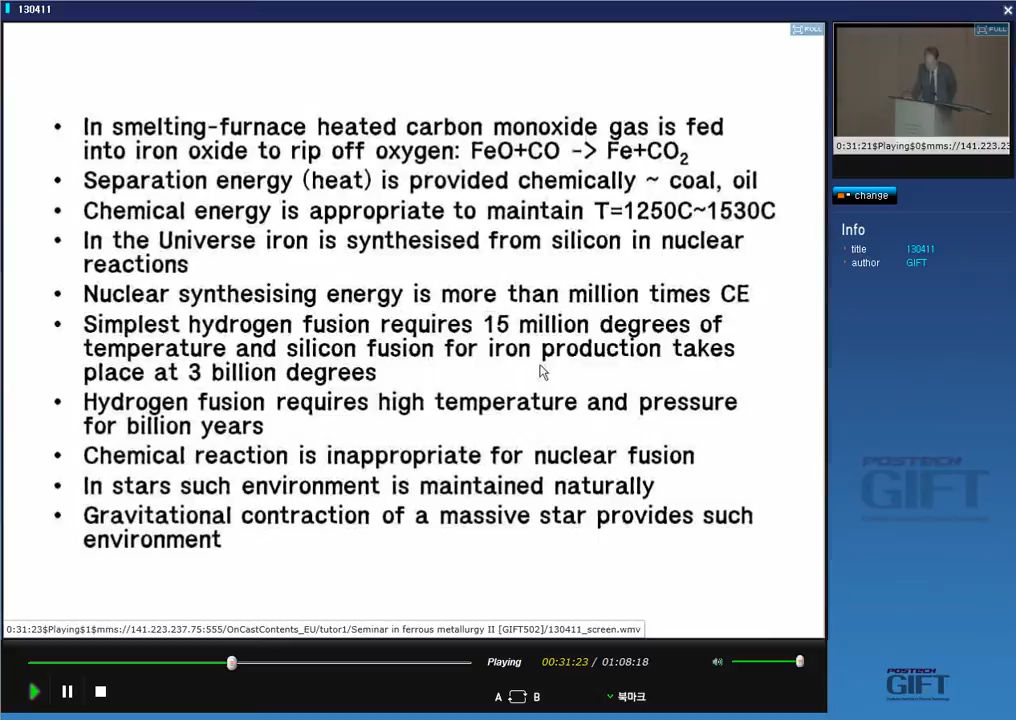 130411
FULL
FULL
• In smelting-furnace heated carbon monoxide gas is fed
into iron oxide to rip off oxygen: FeO+CO -> Fe+CO2
• Separation energy (heat) is provided chemically ~ coal, oil
• Chemical energy is appropriate to maintain T=1250C~1530C
• In the Universe iron is synthesised from silicon in nuclear
reactions
• Nuclear synthesising energy is more than million times CE
• Simplest hydrogen fusion requires 15 million degrees of
temperature and silicon fusion for iron production takes
place at 3 billion degrees
• Hydrogen fusion requires high temperature and pressure
for billion years
• Chemical reaction is inappropriate for nuclear fusion
• In stars such environment is maintained naturally
• Gravitational contraction of a massive star provides such
environment
0:31:21$Playing$0$mms://141.223.23
change
Info
title 130411
author GIFT
POSTECH
GIFT
0:31:23$Playing$1$mms://141.223.237.75:555/OnCastContents_EU/tutor1/Seminar in ferrous metallurgy II [GIFT502]/130411_screen.wmv
Playing 00:31:23 / 01:08:18
A B 북마크
POSTECH
GIFT